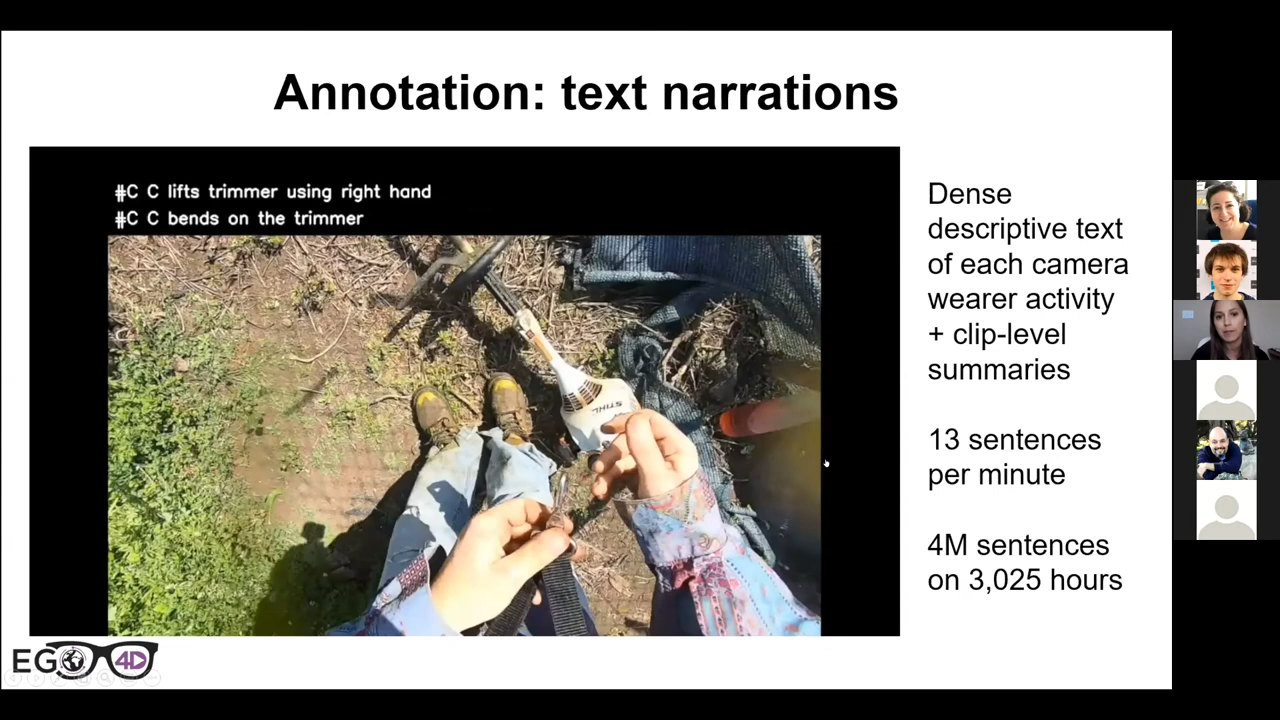 Annotation: text narrations
#C C lifts trimmer using right hand
#C C bends on the trimmer
STIHL
Dense
descriptive text
of each camera
wearer activity
+ clip-level
summaries
13 sentences
per minute
4M sentences
on 3,025 hours
EGO4D